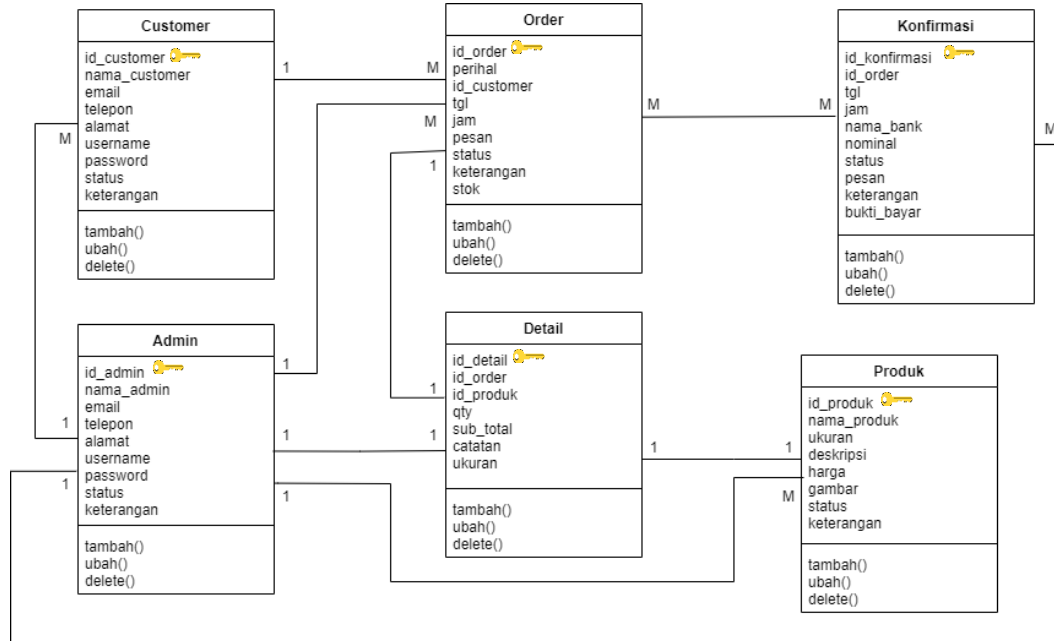 Customer
id_customer
nama_customer
email
telepon
alamat
username
password
status
keterangan
tambah()
ubah()
delete()
1
M
Order
id_order
perihal
id_customer
tgl
jam
pesan
status
keterangan
stok
tambah()
ubah()
delete()
M
M
1
M
M
Konfirmasi
id_konfirmasi
id_order
tgl
jam
nama_bank
nominal
status
pesan
keterangan
bukti_bayar
tambah()
ubah()
delete()
M
Admin
id_admin
nama_admin
email
telepon
alamat
username
password
status
keterangan
tambah()
ubah()
delete()
1
1
1
1
1
Detail
id_detail
id_order
id_produk
qty
sub_total
catatan
ukuran
tambah()
ubah()
delete()
1
1
1
1
M
Produk
id_produk
nama_produk
ukuran
deskripsi
harga
gambar
status
keterangan
tambah()
ubah()
delete()